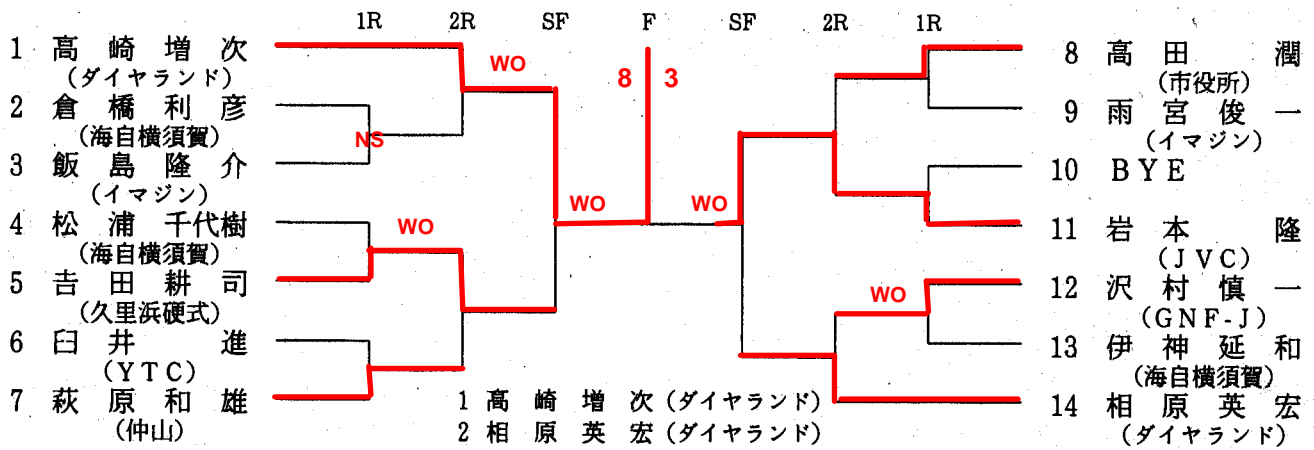 1R 2R SF F SF 2R 1R
1 高崎増次
(ダイヤランド)
2 倉橋利彦
(海自横須賀)
3 飯島隆介
(イマジン)
4 松浦千代樹
(海自横須賀)
5 吉田耕司
(久里浜硬式)
6 臼井進
(YTC)
7 萩原和雄
(仲山)
WO
NS
WO
WO
8 3
WO
WO
8 高田潤
(市役所)
9 雨宮俊一
(イマジン)
10 BYE
11 岩本隆
(JVC)
12 沢村慎一
(GNF-J)
13 伊神延和
(海自横須賀)
14 相原英宏
(ダイヤランド)
1 高崎増次(ダイヤランド)
2 相原英宏(ダイヤランド)